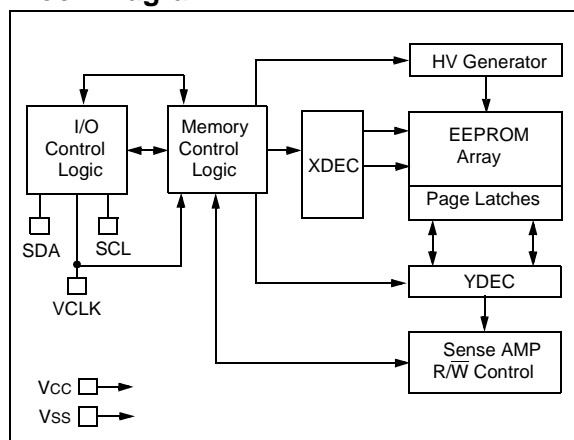 HV Generator
I/O
Control
Logic
Memory
Control
Logic
XDEC
EEPROM
Array
Page Latches
SDA
SCL
VCLK
YDEC
Sense AMP
R/W̅ Control
Vcc
Vss